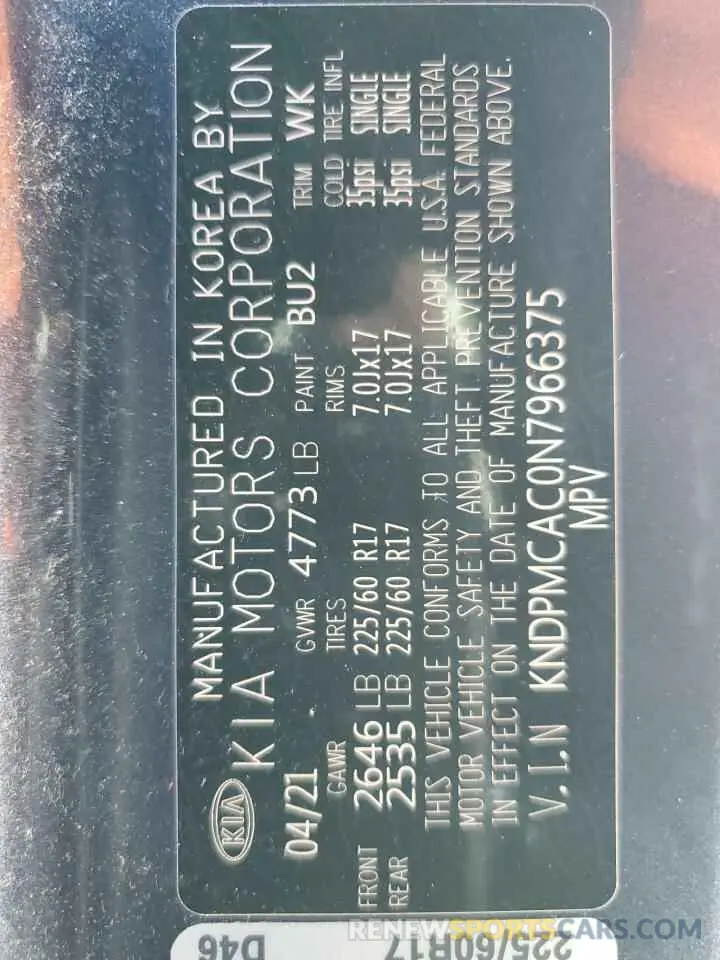 MANUFACTURED IN KOREA BY
KIA KIA MOTORS CORPORATION
04/21 GVWR 4773 LB PAINT BU2 TRIM WK
GAWR TIRES RIMS COLD TIRE INFL
FRONT 2646 LB 225/60 R17 7.0Jx17 35psi SINGLE
REAR 2535 LB 225/60 R17 7.0Jx17 35psi SINGLE
THIS VEHICLE CONFORMS TO ALL APPLICABLE U.S.A. FEDERAL
MOTOR VEHICLE SAFETY AND THEFT PREVENTION STANDARDS
IN EFFECT ON THE DATE OF MANUFACTURE SHOWN ABOVE.
V.I.N KNDPMCAC0N7966375
MPV
D46 225/60R17
RENEWSPORTSCARS.COM